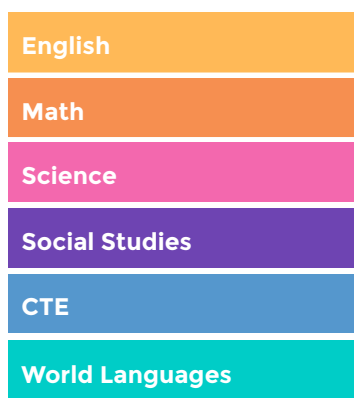 English
Math
Science
Social Studies
CTE
World Languages